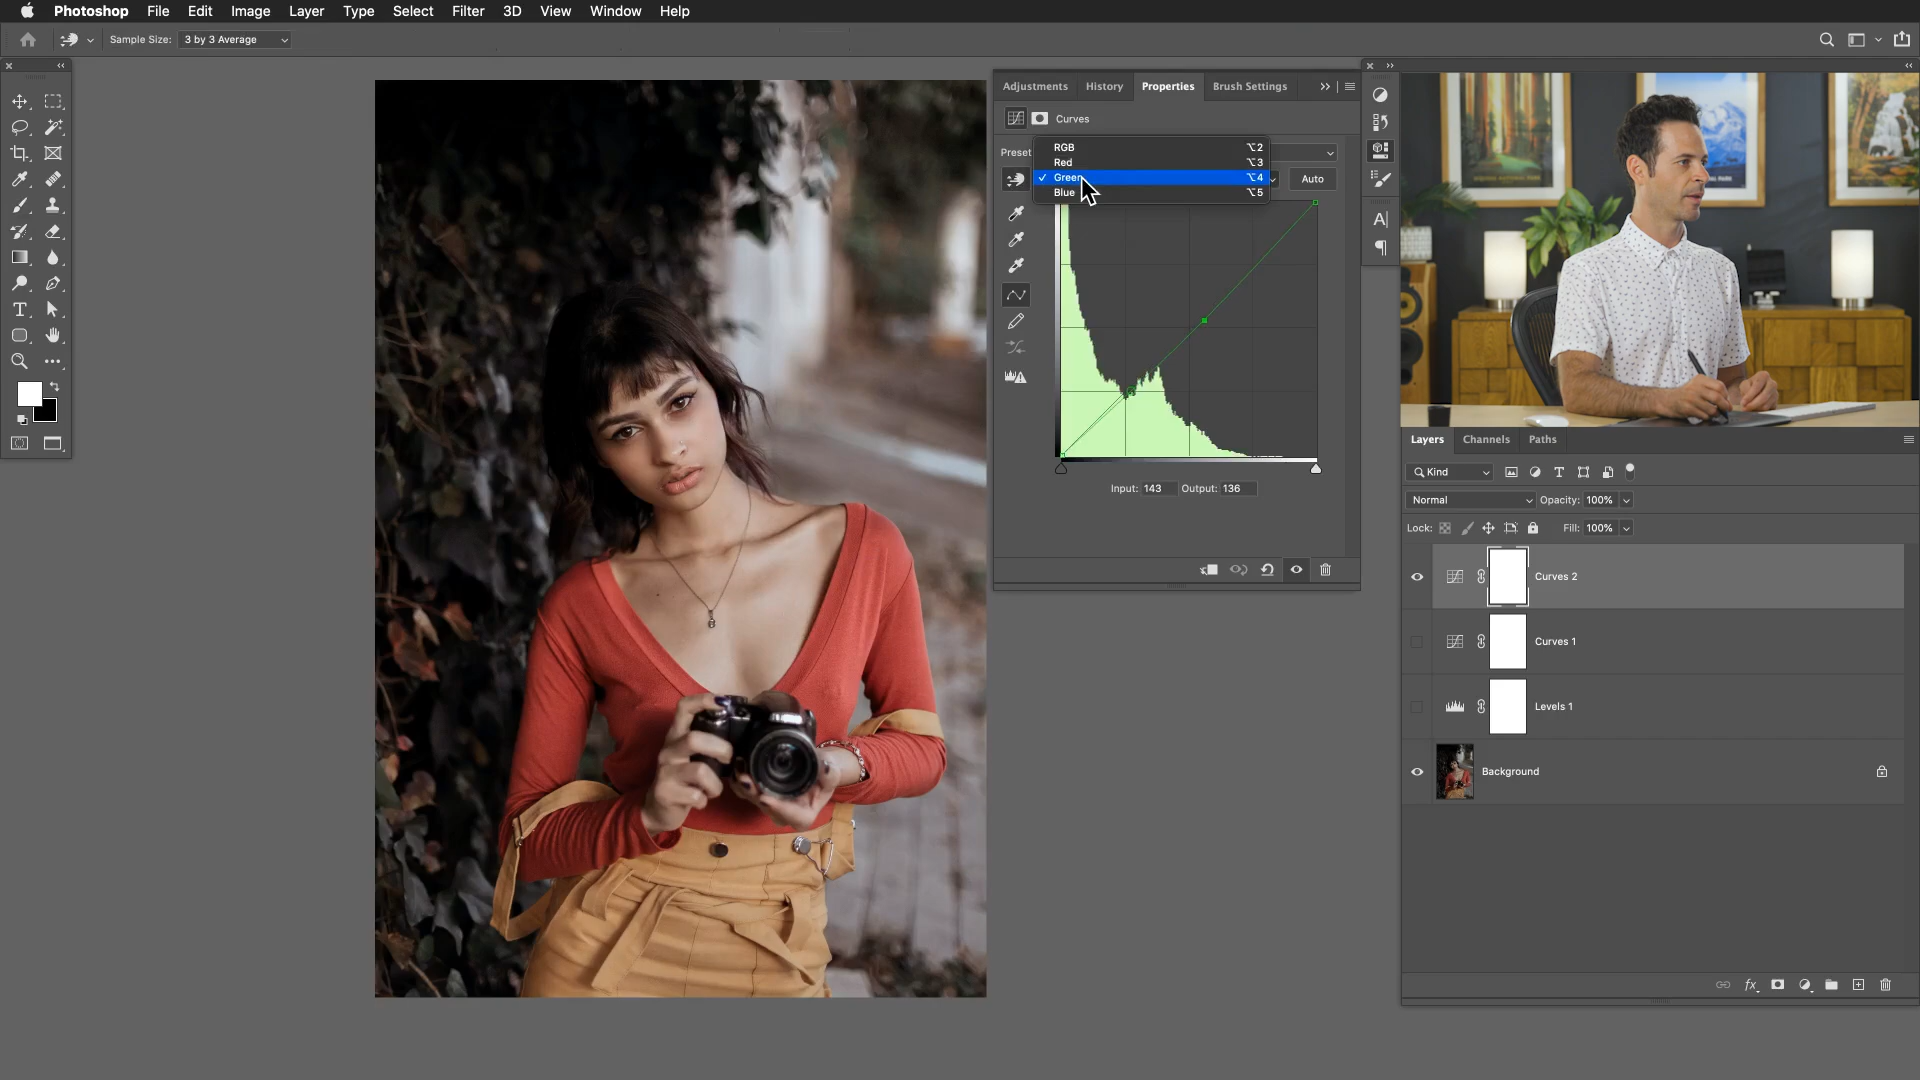 Photoshop File Edit Image Layer Type Select Filter 3D View Window Help
Sample Size: 3 by 3 Average
Adjustments History Properties Brush Settings
Curves
Preset
RGB ⌥2
Red ⌥3
✓ Green ⌥4
Blue ⌥5
Auto
Input: 143 Output: 136
Layers Channels Paths
Kind
Normal Opacity: 100%
Lock: Fill: 100%
Curves 2
Curves 1
Levels 1
Background